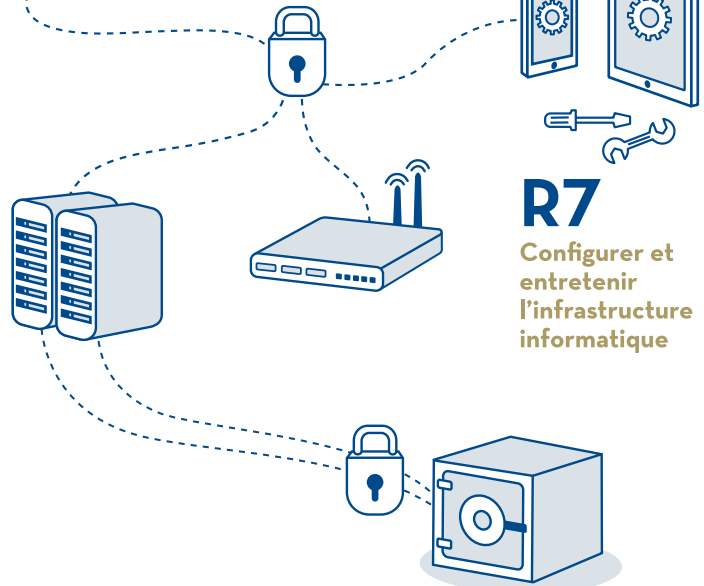 R7
Configurer et
entretenir
l’infrastructure
informatique